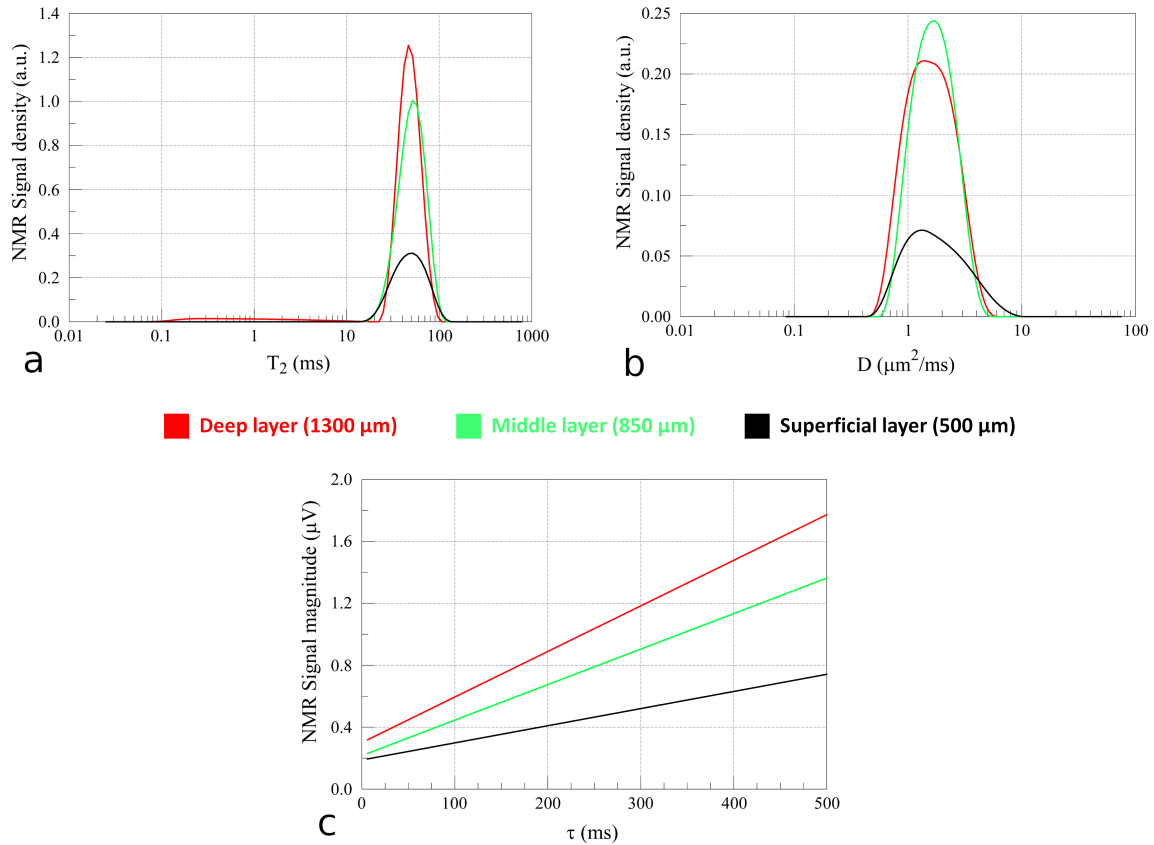 NMR Signal density (a.u.)
1.4
1.2
1.0
0.8
0.6
0.4
0.2
0.0
0.01 0.1 1 10 100 1000
T2 (ms)
a
NMR Signal density (a.u.)
0.25
0.20
0.15
0.10
0.05
0.00
0.01 0.1 1 10 100
D (μm²/ms)
b
Deep layer (1300 μm) Middle layer (850 μm) Superficial layer (500 μm)
NMR Signal magnitude (μV)
2.0
1.6
1.2
0.8
0.4
0.0
0 100 200 300 400 500
τ (ms)
c